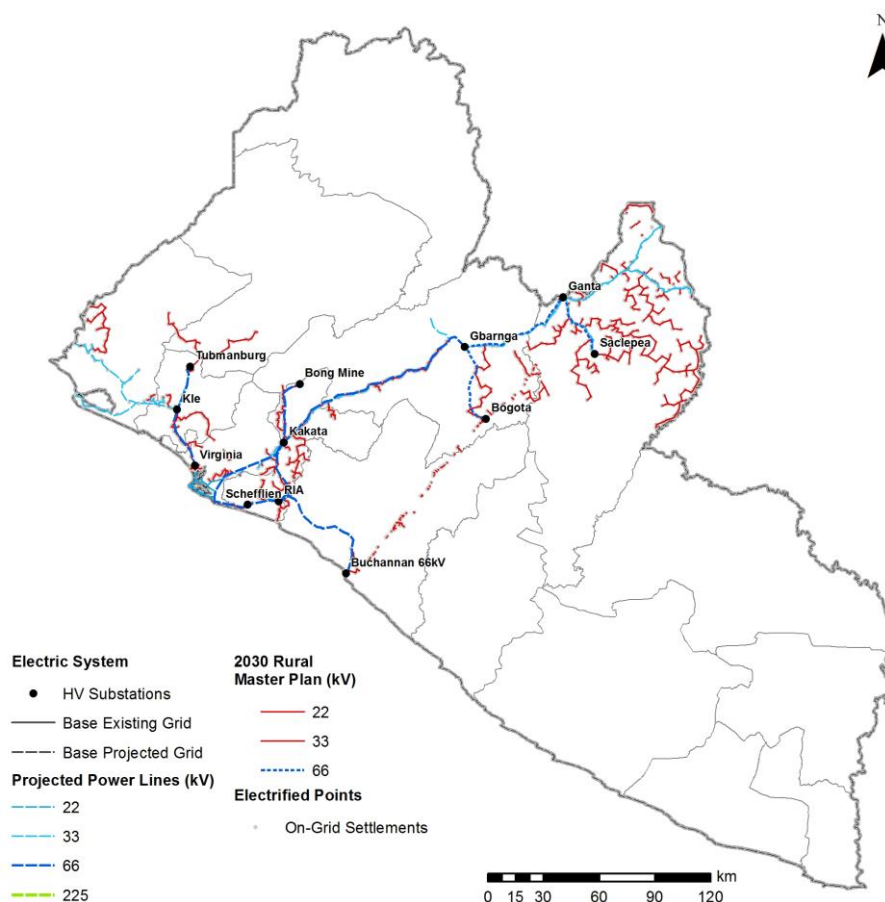 N
Ganta
Gbarnga
Saclepea
Tubmanburg
Bong Mine
Kle
Bogota
Kakata
Virginia
Schefflien
RIA
Buchannan 66kV
Electric System
HV Substations
Base Existing Grid
Base Projected Grid
Projected Power Lines (kV)
22
33
66
225
2030 Rural
Master Plan (kV)
22
33
66
Electrified Points
On-Grid Settlements
km
0 15 30 60 90 120